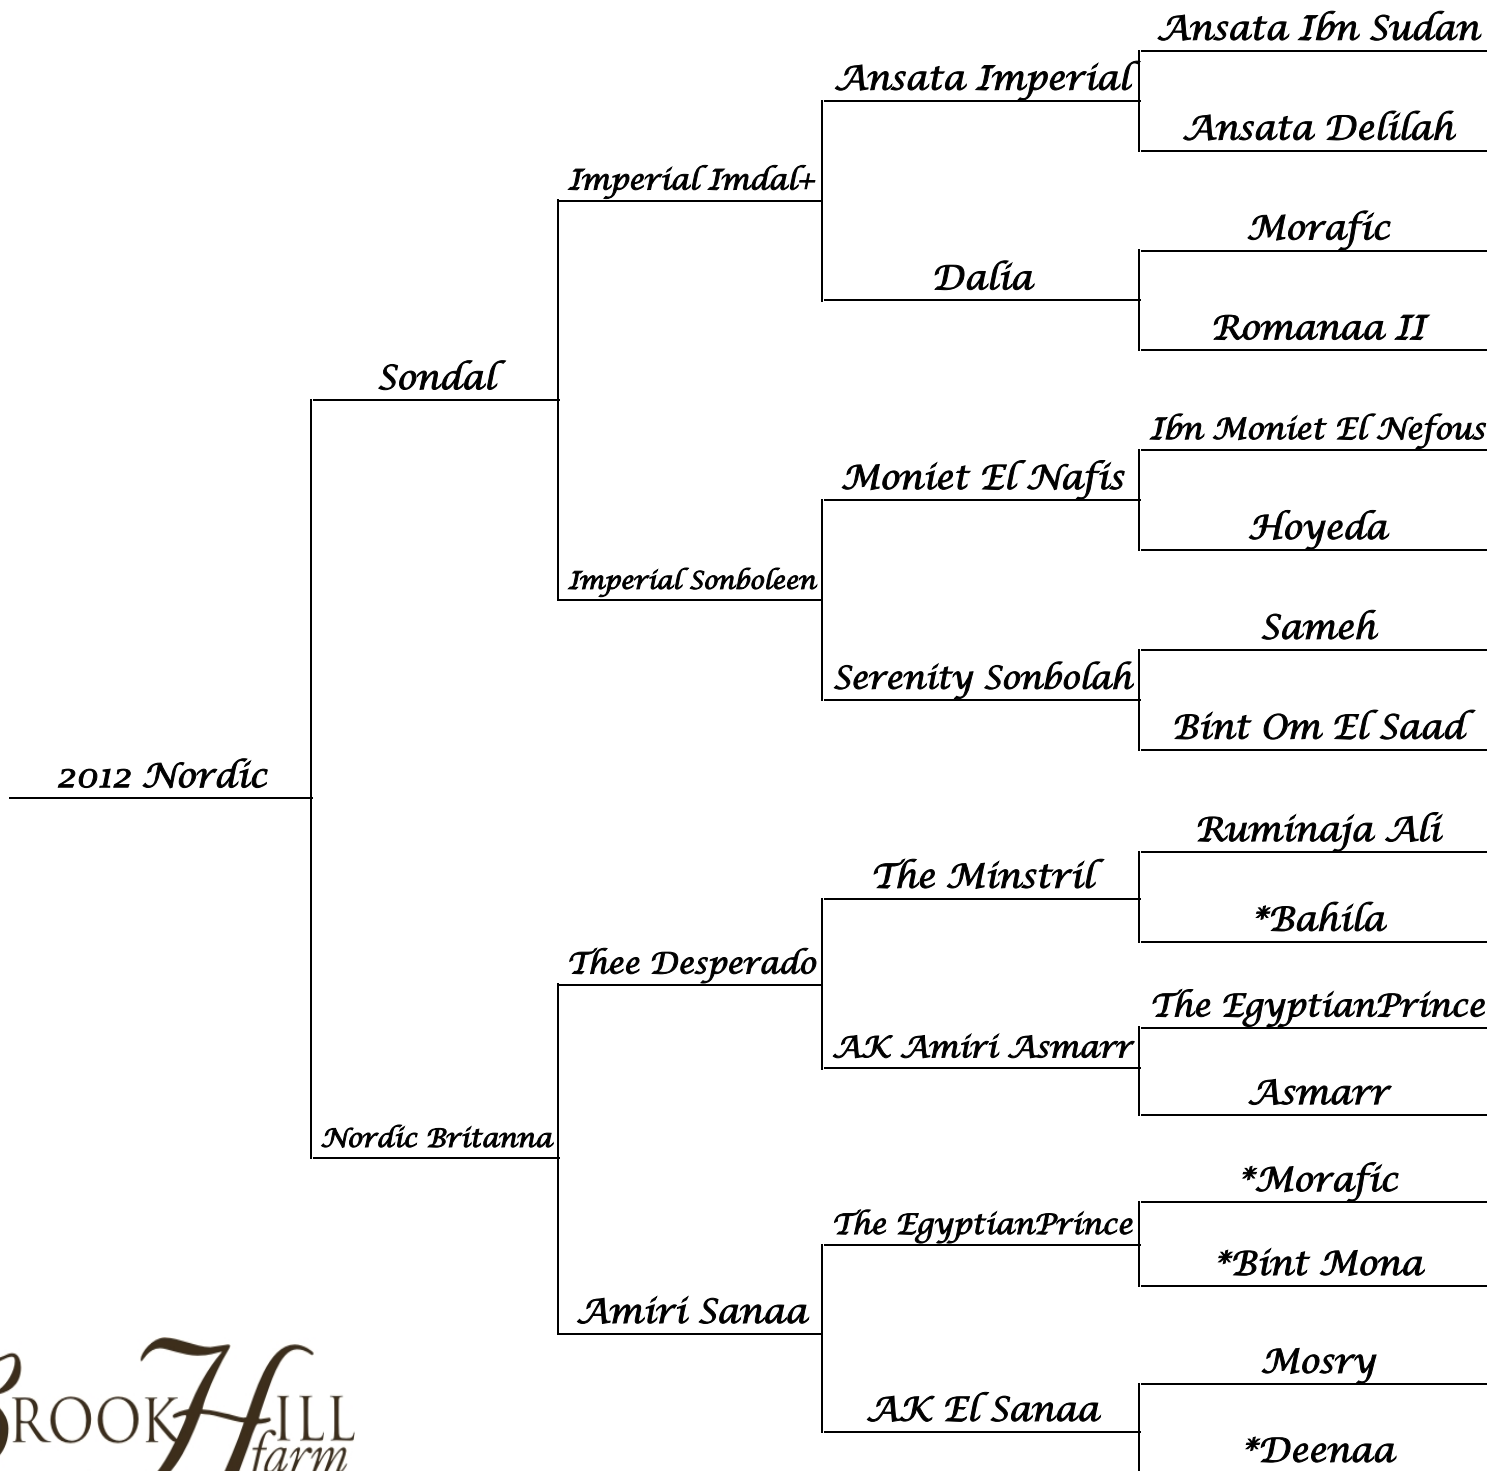 Ansata Ibn Sudan
Ansata Imperial
Ansata Delilah
Imperial Imdal+
Morafic
Dalia
Romanaa II
Sondal
Ibn Moniet El Nefous
Moniet El Nafis
Hoyeda
Imperial Sonboleen
Sameh
Serenity Sonbolah
Bint Om El Saad
2012 Nordic
Ruminaja Ali
The Minstril
*Bahila
Thee Desperado
The EgyptianPrince
AK Amiri Asmarr
Asmarr
Nordic Britanna
*Morafic
The EgyptianPrince
*Bint Mona
Amiri Sanaa
Mosry
AK El Sanaa
*Deenaa
BROOK HILL
farm